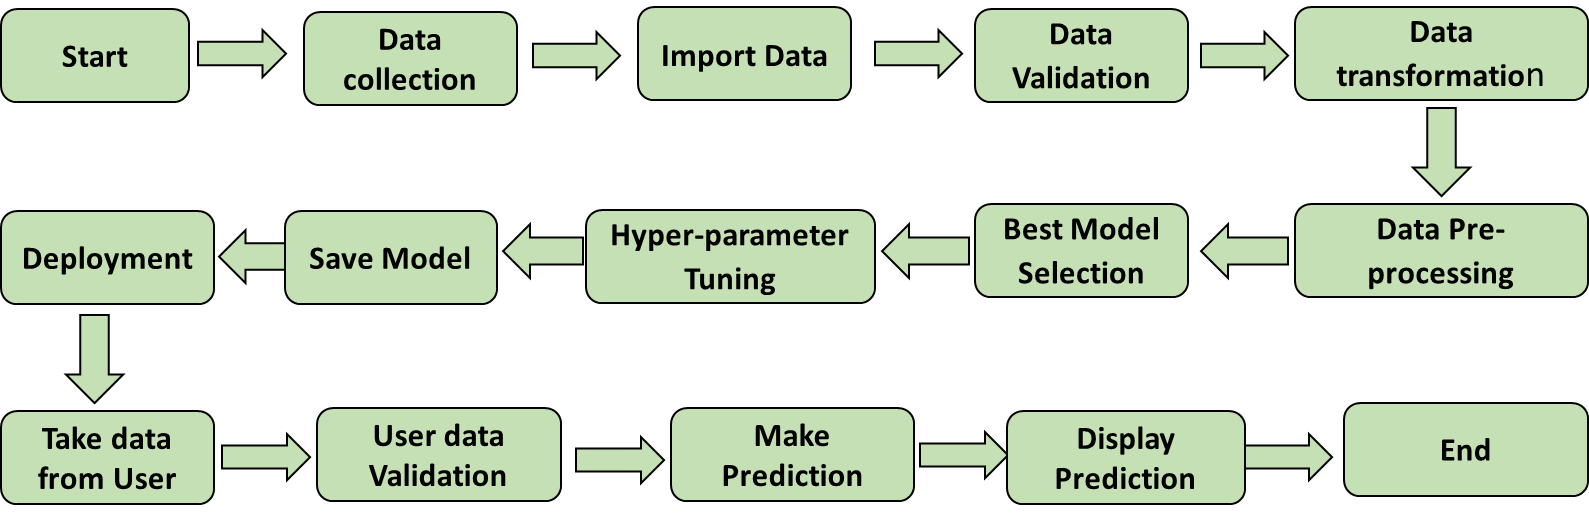 Start
Data
collection
Import Data
Data
Validation
Data
transformation
Data Pre-
processing
Best Model
Selection
Hyper-parameter
Tuning
Save Model
Deployment
Take data
from User
User data
Validation
Make
Prediction
Display
Prediction
End